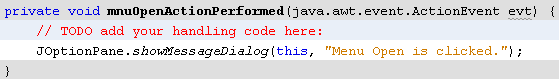 private void mnuOpenActionPerformed(java.awt.event.ActionEvent evt) {
// TODO add your handling code here:
JOptionPane.showMessageDialog(this, "Menu Open is clicked.");
}